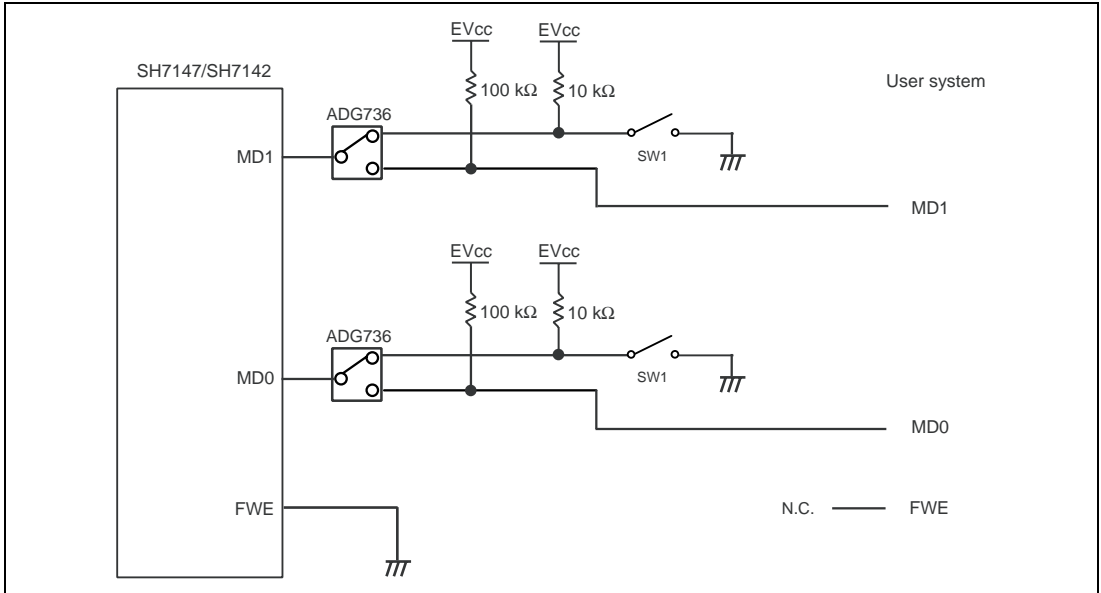 EVcc EVcc
SH7147/SH7142
100 kΩ 10 kΩ
User system
ADG736
MD1
SW1
MD1
EVcc EVcc
100 kΩ 10 kΩ
ADG736
MD0
SW1
MD0
FWE
N.C. FWE